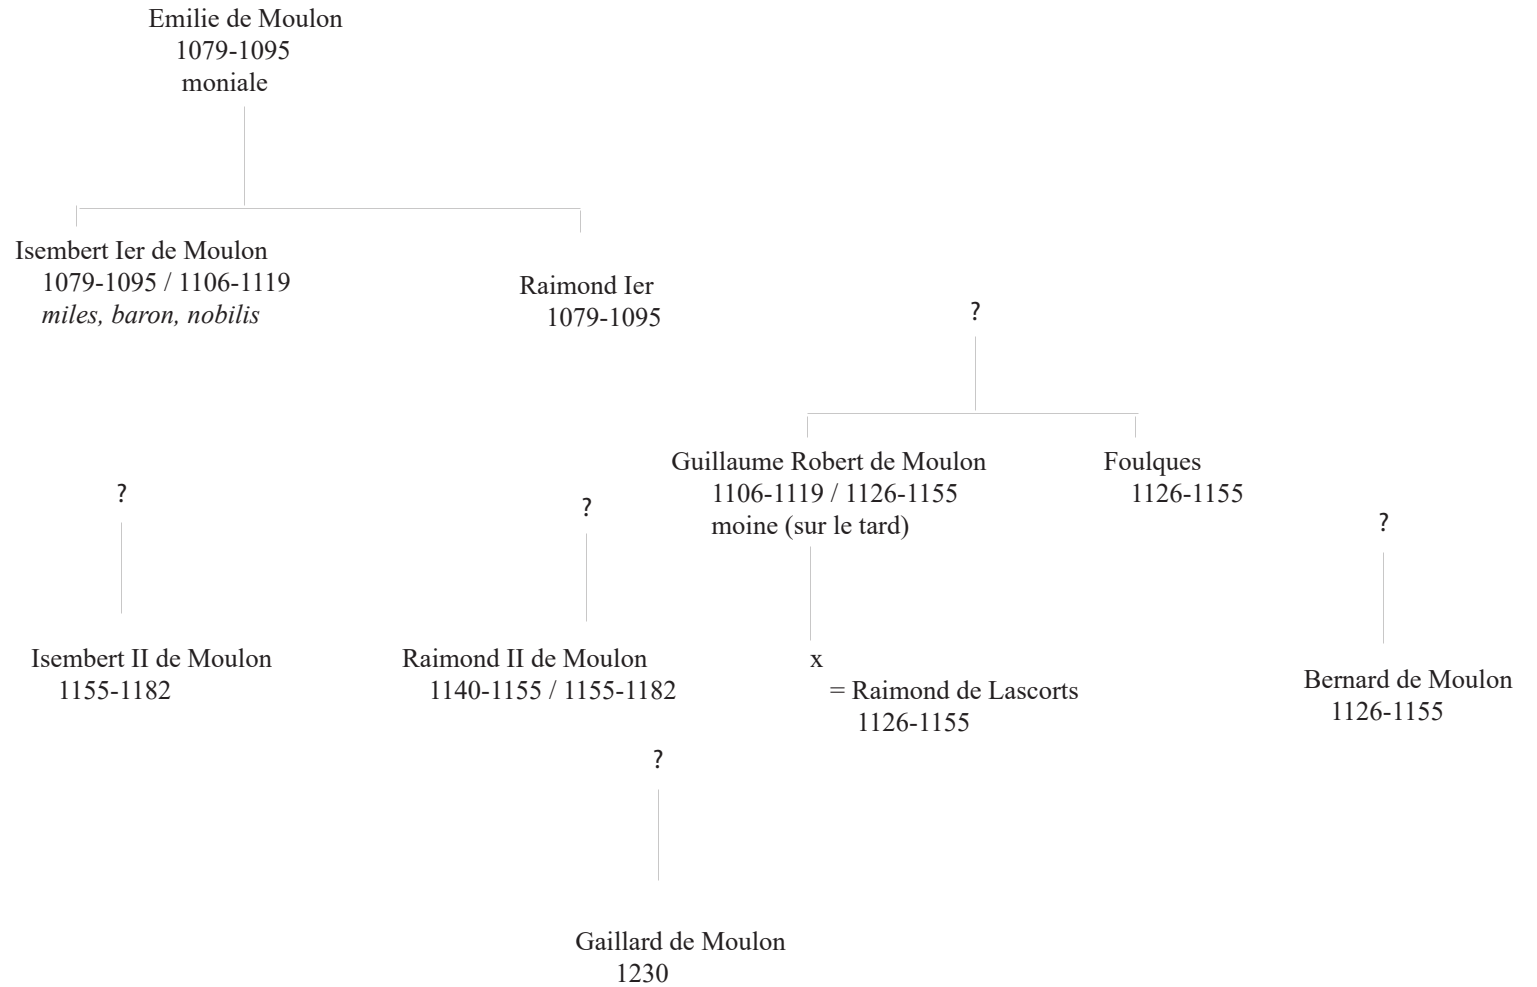 Emilie de Moulon
1079-1095
moniale
Isembert Ier de Moulon
1079-1095 / 1106-1119
miles, baron, nobilis
Raimond Ier
1079-1095
?
Guillaume Robert de Moulon
1106-1119 / 1126-1155
moine (sur le tard)
Foulques
1126-1155
?
?
?
Isembert II de Moulon
1155-1182
Raimond II de Moulon
1140-1155 / 1155-1182
x
= Raimond de Lascorts
1126-1155
Bernard de Moulon
1126-1155
?
Gaillard de Moulon
1230